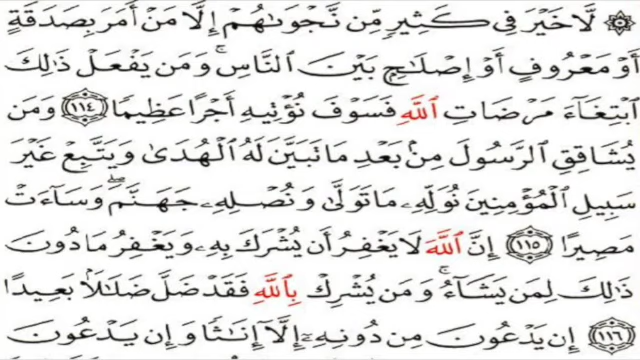 ۞ لَّا خَيْرَ فِي كَثِيرٍ مِّن نَّجْوَىٰهُمْ إِلَّا مَنْ أَمَرَ بِصَدَقَةٍ
أَوْ مَعْرُوفٍ أَوْ إِصْلَٰحٍۭ بَيْنَ ٱلنَّاسِۚ وَمَن يَفْعَلْ ذَٰلِكَ
ٱبْتِغَآءَ مَرْضَاتِ ٱللَّهِ فَسَوْفَ نُؤْتِيهِ أَجْرًا عَظِيمًا ١١٤ وَمَن
يُشَاقِقِ ٱلرَّسُولَ مِنۢ بَعْدِ مَا تَبَيَّنَ لَهُ ٱلْهُدَىٰ وَيَتَّبِعْ غَيْرَ
سَبِيلِ ٱلْمُؤْمِنِينَ نُوَلِّهِۦ مَا تَوَلَّىٰ وَنُصْلِهِۦ جَهَنَّمَۖ وَسَآءَتْ
مَصِيرًا ١١٥ إِنَّ ٱللَّهَ لَا يَغْفِرُ أَن يُشْرَكَ بِهِۦ وَيَغْفِرُ مَا دُونَ
ذَٰلِكَ لِمَن يَشَآءُۚ وَمَن يُشْرِكْ بِٱللَّهِ فَقَدْ ضَلَّ ضَلَٰلًۢا بَعِيدًا
١١٦ إِن يَدْعُونَ مِن دُونِهِۦٓ إِلَّآ إِنَٰثًا وَإِن يَدْعُونَ